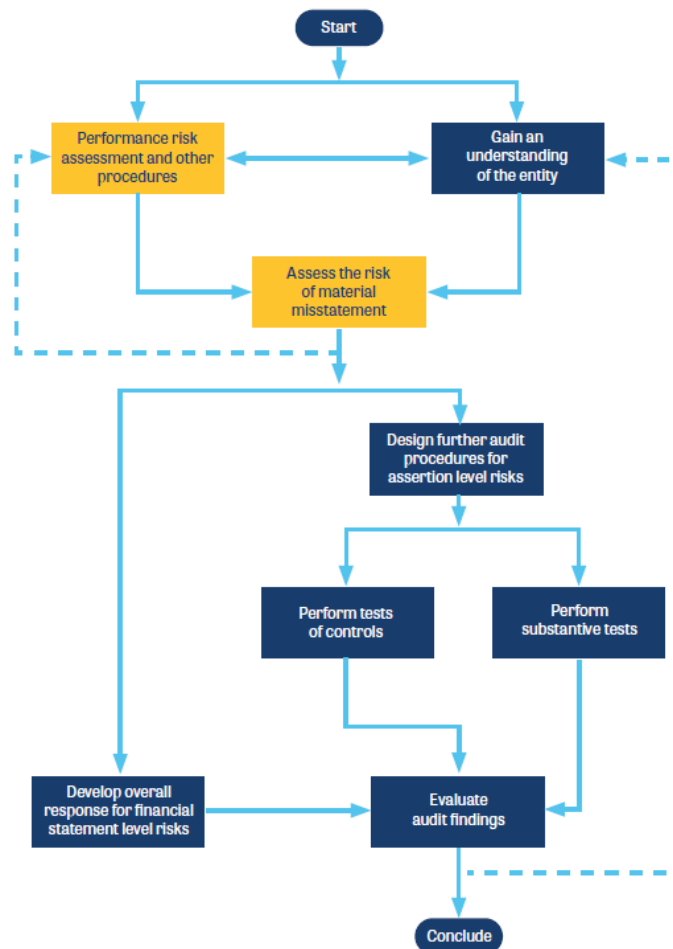 Start
Performance risk
assessment and other
procedures
Gain an
understanding
of the entity
Assess the risk
of material
misstatement
Design further audit
procedures for
assertion level risks
Perform tests
of controls
Perform
substantive tests
Develop overall
response for financial
statement level risks
Evaluate
audit findings
Conclude